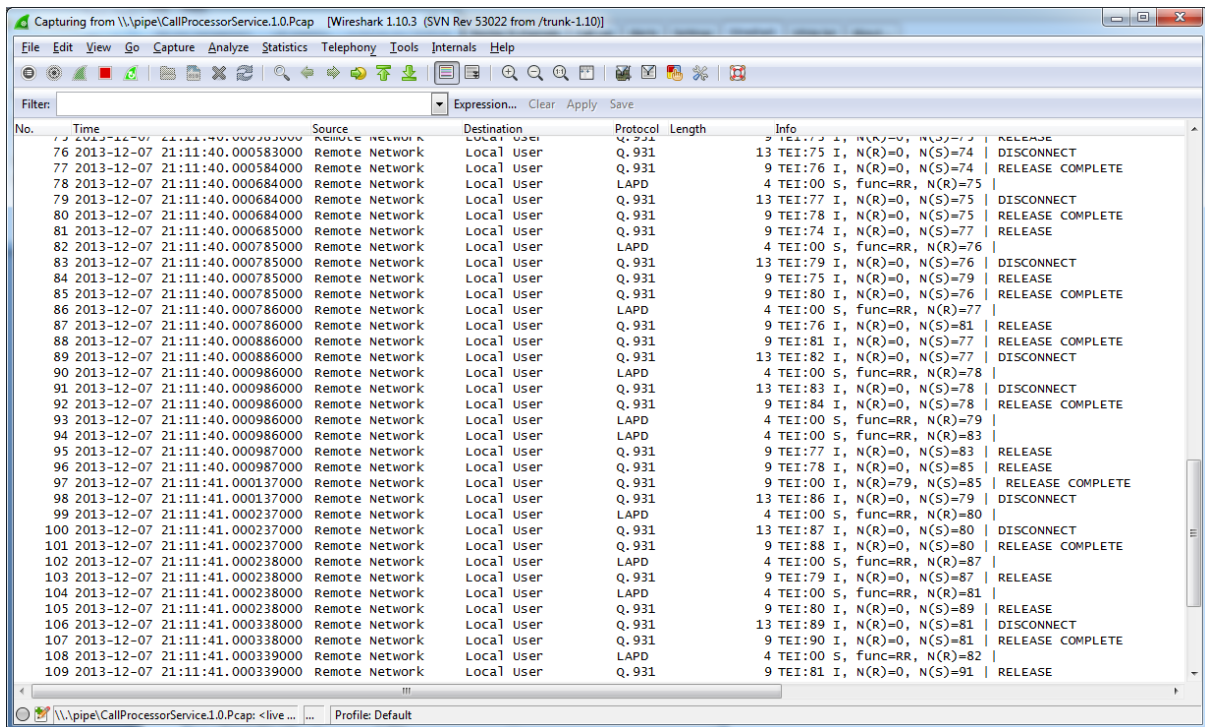 Capturing from \\.\pipe\CallProcessorService.1.0.Pcap [Wireshark 1.10.3 (SVN Rev 53022 from /trunk-1.10)]
File Edit View Go Capture Analyze Statistics Telephony Tools Internals Help
Filter: Expression... Clear Apply Save
No. Time Source Destination Protocol Length Info
75 2013-12-07 21:11:40.000583000 Remote Network Local User Q.931 9 TEI:73 I, N(R)=0, N(S)=73 | RELEASE
76 2013-12-07 21:11:40.000583000 Remote Network Local User Q.931 13 TEI:75 I, N(R)=0, N(S)=74 | DISCONNECT
77 2013-12-07 21:11:40.000584000 Remote Network Local User Q.931 9 TEI:76 I, N(R)=0, N(S)=74 | RELEASE COMPLETE
78 2013-12-07 21:11:40.000684000 Remote Network Local User LAPD 4 TEI:00 S, func=RR, N(R)=75 |
79 2013-12-07 21:11:40.000684000 Remote Network Local User Q.931 13 TEI:77 I, N(R)=0, N(S)=75 | DISCONNECT
80 2013-12-07 21:11:40.000684000 Remote Network Local User Q.931 9 TEI:78 I, N(R)=0, N(S)=75 | RELEASE COMPLETE
81 2013-12-07 21:11:40.000685000 Remote Network Local User Q.931 9 TEI:74 I, N(R)=0, N(S)=77 | RELEASE
82 2013-12-07 21:11:40.000785000 Remote Network Local User LAPD 4 TEI:00 S, func=RR, N(R)=76 |
83 2013-12-07 21:11:40.000785000 Remote Network Local User Q.931 13 TEI:79 I, N(R)=0, N(S)=76 | DISCONNECT
84 2013-12-07 21:11:40.000785000 Remote Network Local User Q.931 9 TEI:75 I, N(R)=0, N(S)=79 | RELEASE
85 2013-12-07 21:11:40.000785000 Remote Network Local User Q.931 9 TEI:80 I, N(R)=0, N(S)=76 | RELEASE COMPLETE
86 2013-12-07 21:11:40.000786000 Remote Network Local User LAPD 4 TEI:00 S, func=RR, N(R)=77 |
87 2013-12-07 21:11:40.000786000 Remote Network Local User Q.931 9 TEI:76 I, N(R)=0, N(S)=81 | RELEASE
88 2013-12-07 21:11:40.000886000 Remote Network Local User Q.931 9 TEI:81 I, N(R)=0, N(S)=77 | RELEASE COMPLETE
89 2013-12-07 21:11:40.000886000 Remote Network Local User Q.931 13 TEI:82 I, N(R)=0, N(S)=77 | DISCONNECT
90 2013-12-07 21:11:40.000986000 Remote Network Local User LAPD 4 TEI:00 S, func=RR, N(R)=78 |
91 2013-12-07 21:11:40.000986000 Remote Network Local User Q.931 13 TEI:83 I, N(R)=0, N(S)=78 | DISCONNECT
92 2013-12-07 21:11:40.000986000 Remote Network Local User Q.931 9 TEI:84 I, N(R)=0, N(S)=78 | RELEASE COMPLETE
93 2013-12-07 21:11:40.000986000 Remote Network Local User LAPD 4 TEI:00 S, func=RR, N(R)=79 |
94 2013-12-07 21:11:40.000986000 Remote Network Local User LAPD 4 TEI:00 S, func=RR, N(R)=83 |
95 2013-12-07 21:11:40.000987000 Remote Network Local User Q.931 9 TEI:77 I, N(R)=0, N(S)=83 | RELEASE
96 2013-12-07 21:11:40.000987000 Remote Network Local User Q.931 9 TEI:78 I, N(R)=0, N(S)=85 | RELEASE
97 2013-12-07 21:11:41.000137000 Remote Network Local User Q.931 9 TEI:00 I, N(R)=79, N(S)=85 | RELEASE COMPLETE
98 2013-12-07 21:11:41.000137000 Remote Network Local User Q.931 13 TEI:86 I, N(R)=0, N(S)=79 | DISCONNECT
99 2013-12-07 21:11:41.000237000 Remote Network Local User LAPD 4 TEI:00 S, func=RR, N(R)=80 |
100 2013-12-07 21:11:41.000237000 Remote Network Local User Q.931 13 TEI:87 I, N(R)=0, N(S)=80 | DISCONNECT
101 2013-12-07 21:11:41.000237000 Remote Network Local User Q.931 9 TEI:88 I, N(R)=0, N(S)=80 | RELEASE COMPLETE
102 2013-12-07 21:11:41.000238000 Remote Network Local User LAPD 4 TEI:00 S, func=RR, N(R)=87 |
103 2013-12-07 21:11:41.000238000 Remote Network Local User Q.931 9 TEI:79 I, N(R)=0, N(S)=87 | RELEASE
104 2013-12-07 21:11:41.000238000 Remote Network Local User LAPD 4 TEI:00 S, func=RR, N(R)=81 |
105 2013-12-07 21:11:41.000238000 Remote Network Local User Q.931 9 TEI:80 I, N(R)=0, N(S)=89 | RELEASE
106 2013-12-07 21:11:41.000338000 Remote Network Local User Q.931 13 TEI:89 I, N(R)=0, N(S)=81 | DISCONNECT
107 2013-12-07 21:11:41.000338000 Remote Network Local User Q.931 9 TEI:90 I, N(R)=0, N(S)=81 | RELEASE COMPLETE
108 2013-12-07 21:11:41.000339000 Remote Network Local User LAPD 4 TEI:00 S, func=RR, N(R)=82 |
109 2013-12-07 21:11:41.000339000 Remote Network Local User Q.931 9 TEI:81 I, N(R)=0, N(S)=91 | RELEASE
\\.\pipe\CallProcessorService.1.0.Pcap: <live ... ... Profile: Default